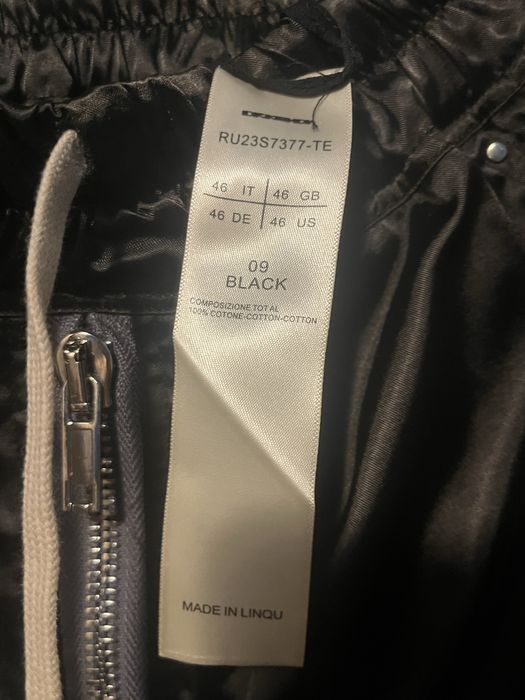 RU23S7377-TE
46 IT 46 GB
46 DE 46 US
09
BLACK
COMPOSIZIONE TOTAL
100% COTONE-COTTON-COTTON
MADE IN LINQU